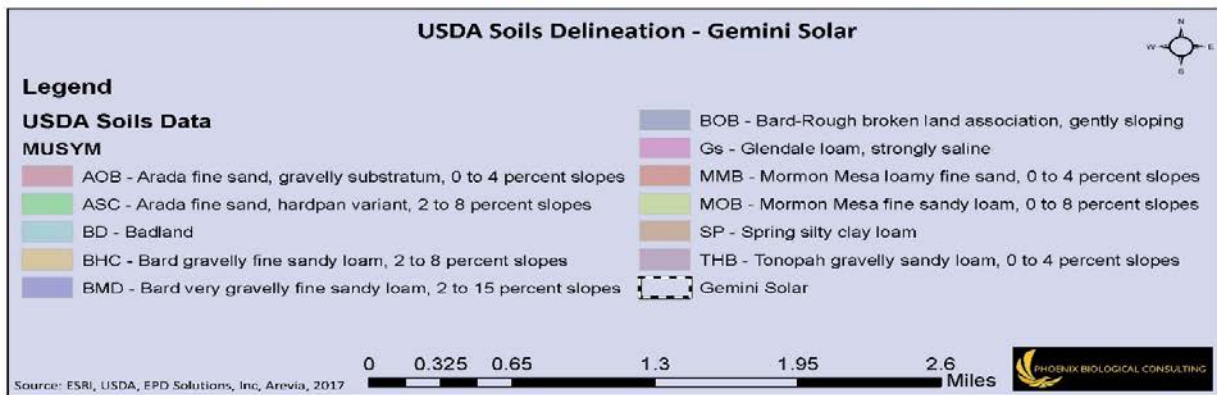 USDA Soils Delineation - Gemini Solar
N
W
E
S
Legend
USDA Soils Data
MUSYM
AOB - Arada fine sand, gravelly substratum, 0 to 4 percent slopes
ASC - Arada fine sand, hardpan variant, 2 to 8 percent slopes
BD - Badland
BHC - Bard gravelly fine sandy loam, 2 to 8 percent slopes
BMD - Bard very gravelly fine sandy loam, 2 to 15 percent slopes
BOB - Bard-Rough broken land association, gently sloping
Gs - Glendale loam, strongly saline
MMB - Mormon Mesa loamy fine sand, 0 to 4 percent slopes
MOB - Mormon Mesa fine sandy loam, 0 to 8 percent slopes
SP - Spring silty clay loam
THB - Tonopah gravelly sandy loam, 0 to 4 percent slopes
Gemini Solar
0 0.325 0.65 1.3 1.95 2.6
Miles
Source: ESRI, USDA, EPD Solutions, Inc, Arevia, 2017
PHOENIX BIOLOGICAL CONSULTING